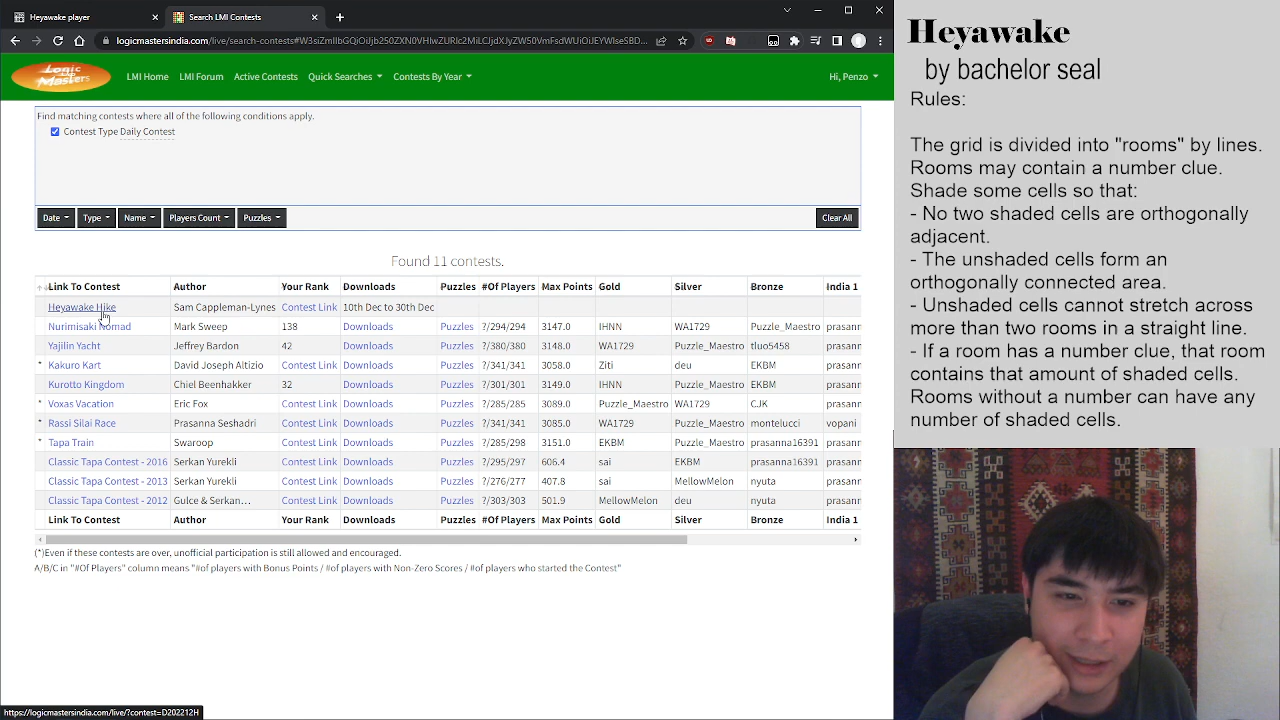 Heyawake player
Search LMI Contests
logicmastersindia.com/live/search-contests#W3siZmllbGQiOiJjb250ZXN0VHlwZUlRIc2MiLCJjdXJyZW50VmFsdWUiOiJEYWlseSBD...
Logic Masters
LMI Home
LMI Forum
Active Contests
Quick Searches
Contests By Year
Hi, Penzo
Find matching contests where all of the following conditions apply.
Contest Type Daily Contest
Date Type Name Players Count Puzzles Clear All
Found 11 contests.
Link To Contest Author Your Rank Downloads Puzzles #Of Players Max Points Gold Silver Bronze India 1
Heyawake Hike Sam Cappleman-Lynes Contest Link 10th Dec to 30th Dec
Nurimisaki Nomad Mark Sweep 138 Downloads Puzzles ?/294/294 3147.0 IHNN WA1729 Puzzle_Maestro prasann
Yajilin Yacht Jeffrey Bardon 42 Downloads Puzzles ?/380/380 3148.0 WA1729 Puzzle_Maestro tluo5458 prasann
* Kakuro Kart David Joseph Altizio Contest Link Downloads Puzzles ?/341/341 3058.0 Ziti deu EKBM prasann
Kurotto Kingdom Chiel Beenhakker 32 Downloads Puzzles ?/301/301 3149.0 IHNN Puzzle_Maestro EKBM prasann
* Voxas Vacation Eric Fox Contest Link Downloads Puzzles ?/285/285 3089.0 Puzzle_Maestro WA1729 CJK prasann
* Rassi Silai Race Prasanna Seshadri Contest Link Downloads Puzzles ?/341/341 3085.0 WA1729 Puzzle_Maestro montelucci vopani
* Tapa Train Swaroop Contest Link Downloads Puzzles ?/285/298 3151.0 EKBM Puzzle_Maestro prasanna16391 prasann
Classic Tapa Contest - 2016 Serkan Yurekli Contest Link Downloads Puzzles ?/295/297 606.4 sai EKBM prasanna16391 prasann
Classic Tapa Contest - 2013 Serkan Yurekli Contest Link Downloads Puzzles ?/276/277 407.8 sai MellowMelon nyuta prasann
Classic Tapa Contest - 2012 Gulce & Serkan... Contest Link Downloads Puzzles ?/303/303 501.9 MellowMelon deu nyuta prasann
Link To Contest Author Your Rank Downloads Puzzles #Of Players Max Points Gold Silver Bronze India 1
(*)Even if these contests are over, unofficial participation is still allowed and encouraged.
A/B/C in "#Of Players" column means "#of players with Bonus Points / #of players with Non-Zero Scores / #of players who started the Contest"
https://logicmastersindia.com/live/?contest=D202212H
Heyawake
by bachelor seal
Rules:
The grid is divided into "rooms" by lines.
Rooms may contain a number clue.
Shade some cells so that:
- No two shaded cells are orthogonally
adjacent.
- The unshaded cells form an
orthogonally connected area.
- Unshaded cells cannot stretch across
more than two rooms in a straight line.
- If a room has a number clue, that room
contains that amount of shaded cells.
Rooms without a number can have any
number of shaded cells.